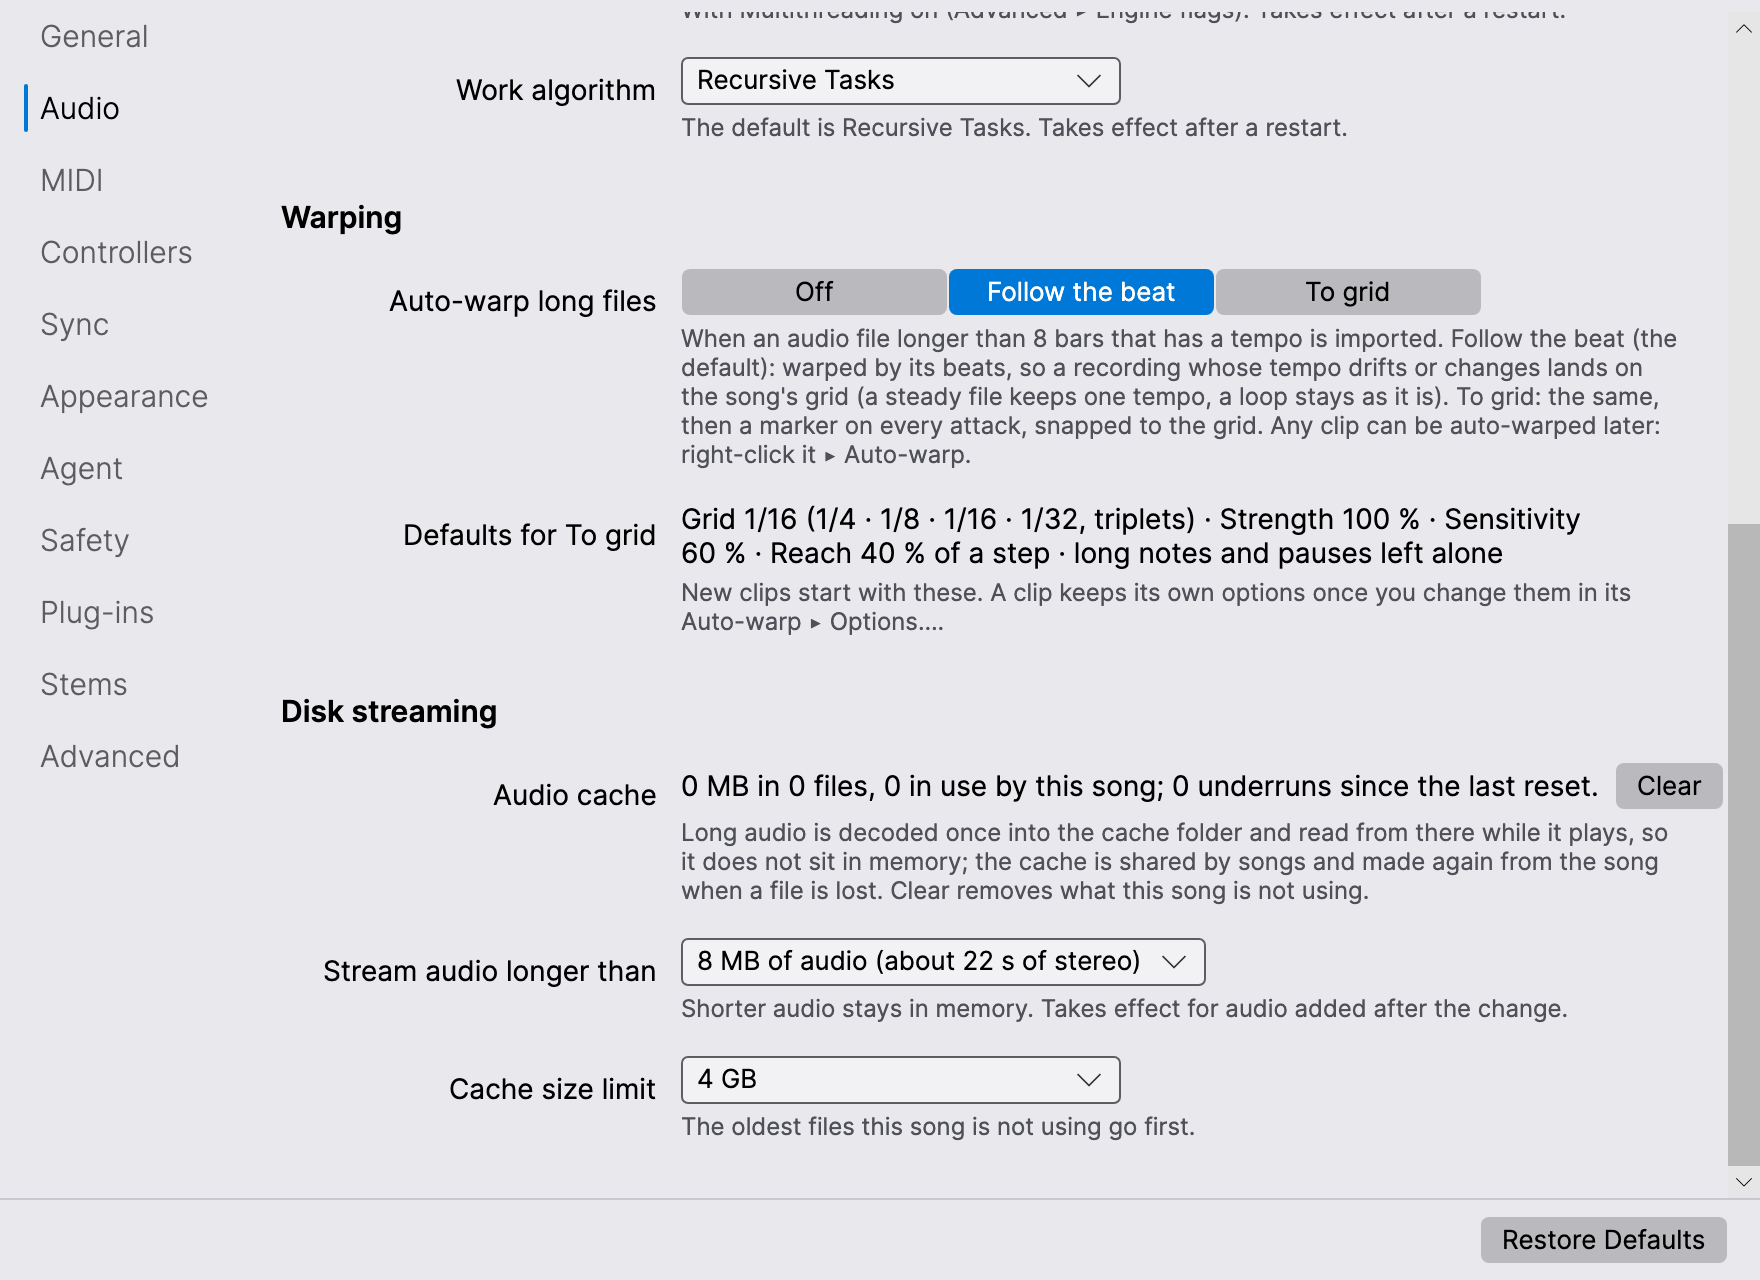 General
Audio
MIDI
Controllers
Sync
Appearance
Agent
Safety
Plug-ins
Stems
Advanced
With Multithreading on (Advanced ▸ Engine flags). Takes effect after a restart.
Work algorithm
Recursive Tasks
The default is Recursive Tasks. Takes effect after a restart.
Warping
Auto-warp long files
Off
Follow the beat
To grid
When an audio file longer than 8 bars that has a tempo is imported. Follow the beat (the
default): warped by its beats, so a recording whose tempo drifts or changes lands on
the song's grid (a steady file keeps one tempo, a loop stays as it is). To grid: the same,
then a marker on every attack, snapped to the grid. Any clip can be auto-warped later:
right-click it ▸ Auto-warp.
Defaults for To grid
Grid 1/16 (1/4 · 1/8 · 1/16 · 1/32, triplets) · Strength 100 % · Sensitivity
60 % · Reach 40 % of a step · long notes and pauses left alone
New clips start with these. A clip keeps its own options once you change them in its
Auto-warp ▸ Options....
Disk streaming
Audio cache
0 MB in 0 files, 0 in use by this song; 0 underruns since the last reset.
Clear
Long audio is decoded once into the cache folder and read from there while it plays, so
it does not sit in memory; the cache is shared by songs and made again from the song
when a file is lost. Clear removes what this song is not using.
Stream audio longer than
8 MB of audio (about 22 s of stereo)
Shorter audio stays in memory. Takes effect for audio added after the change.
Cache size limit
4 GB
The oldest files this song is not using go first.
Restore Defaults